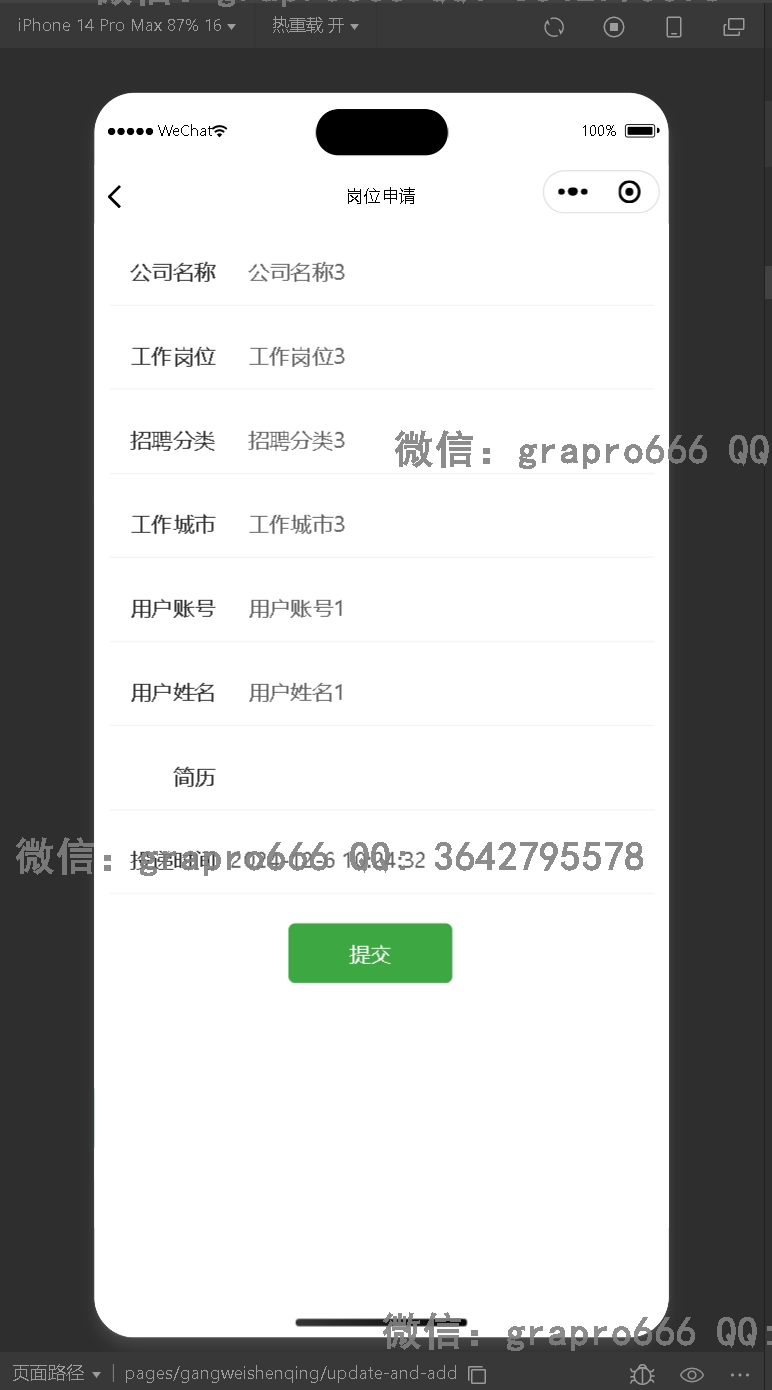 iPhone 14 Pro Max 87% 16 热重载 开
WeChat 100%
岗位申请
公司名称 公司名称3
工作岗位 工作岗位3
招聘分类 招聘分类3
微信：grapro666 QQ
工作城市 工作城市3
用户账号 用户账号1
用户姓名 用户姓名1
简历
投递时间 2024-12-6 10:24:32
微信：grapro666 QQ：3642795578
提交
微信：grapro666 QQ：
页面路径 pages/gangweishenqing/update-and-add